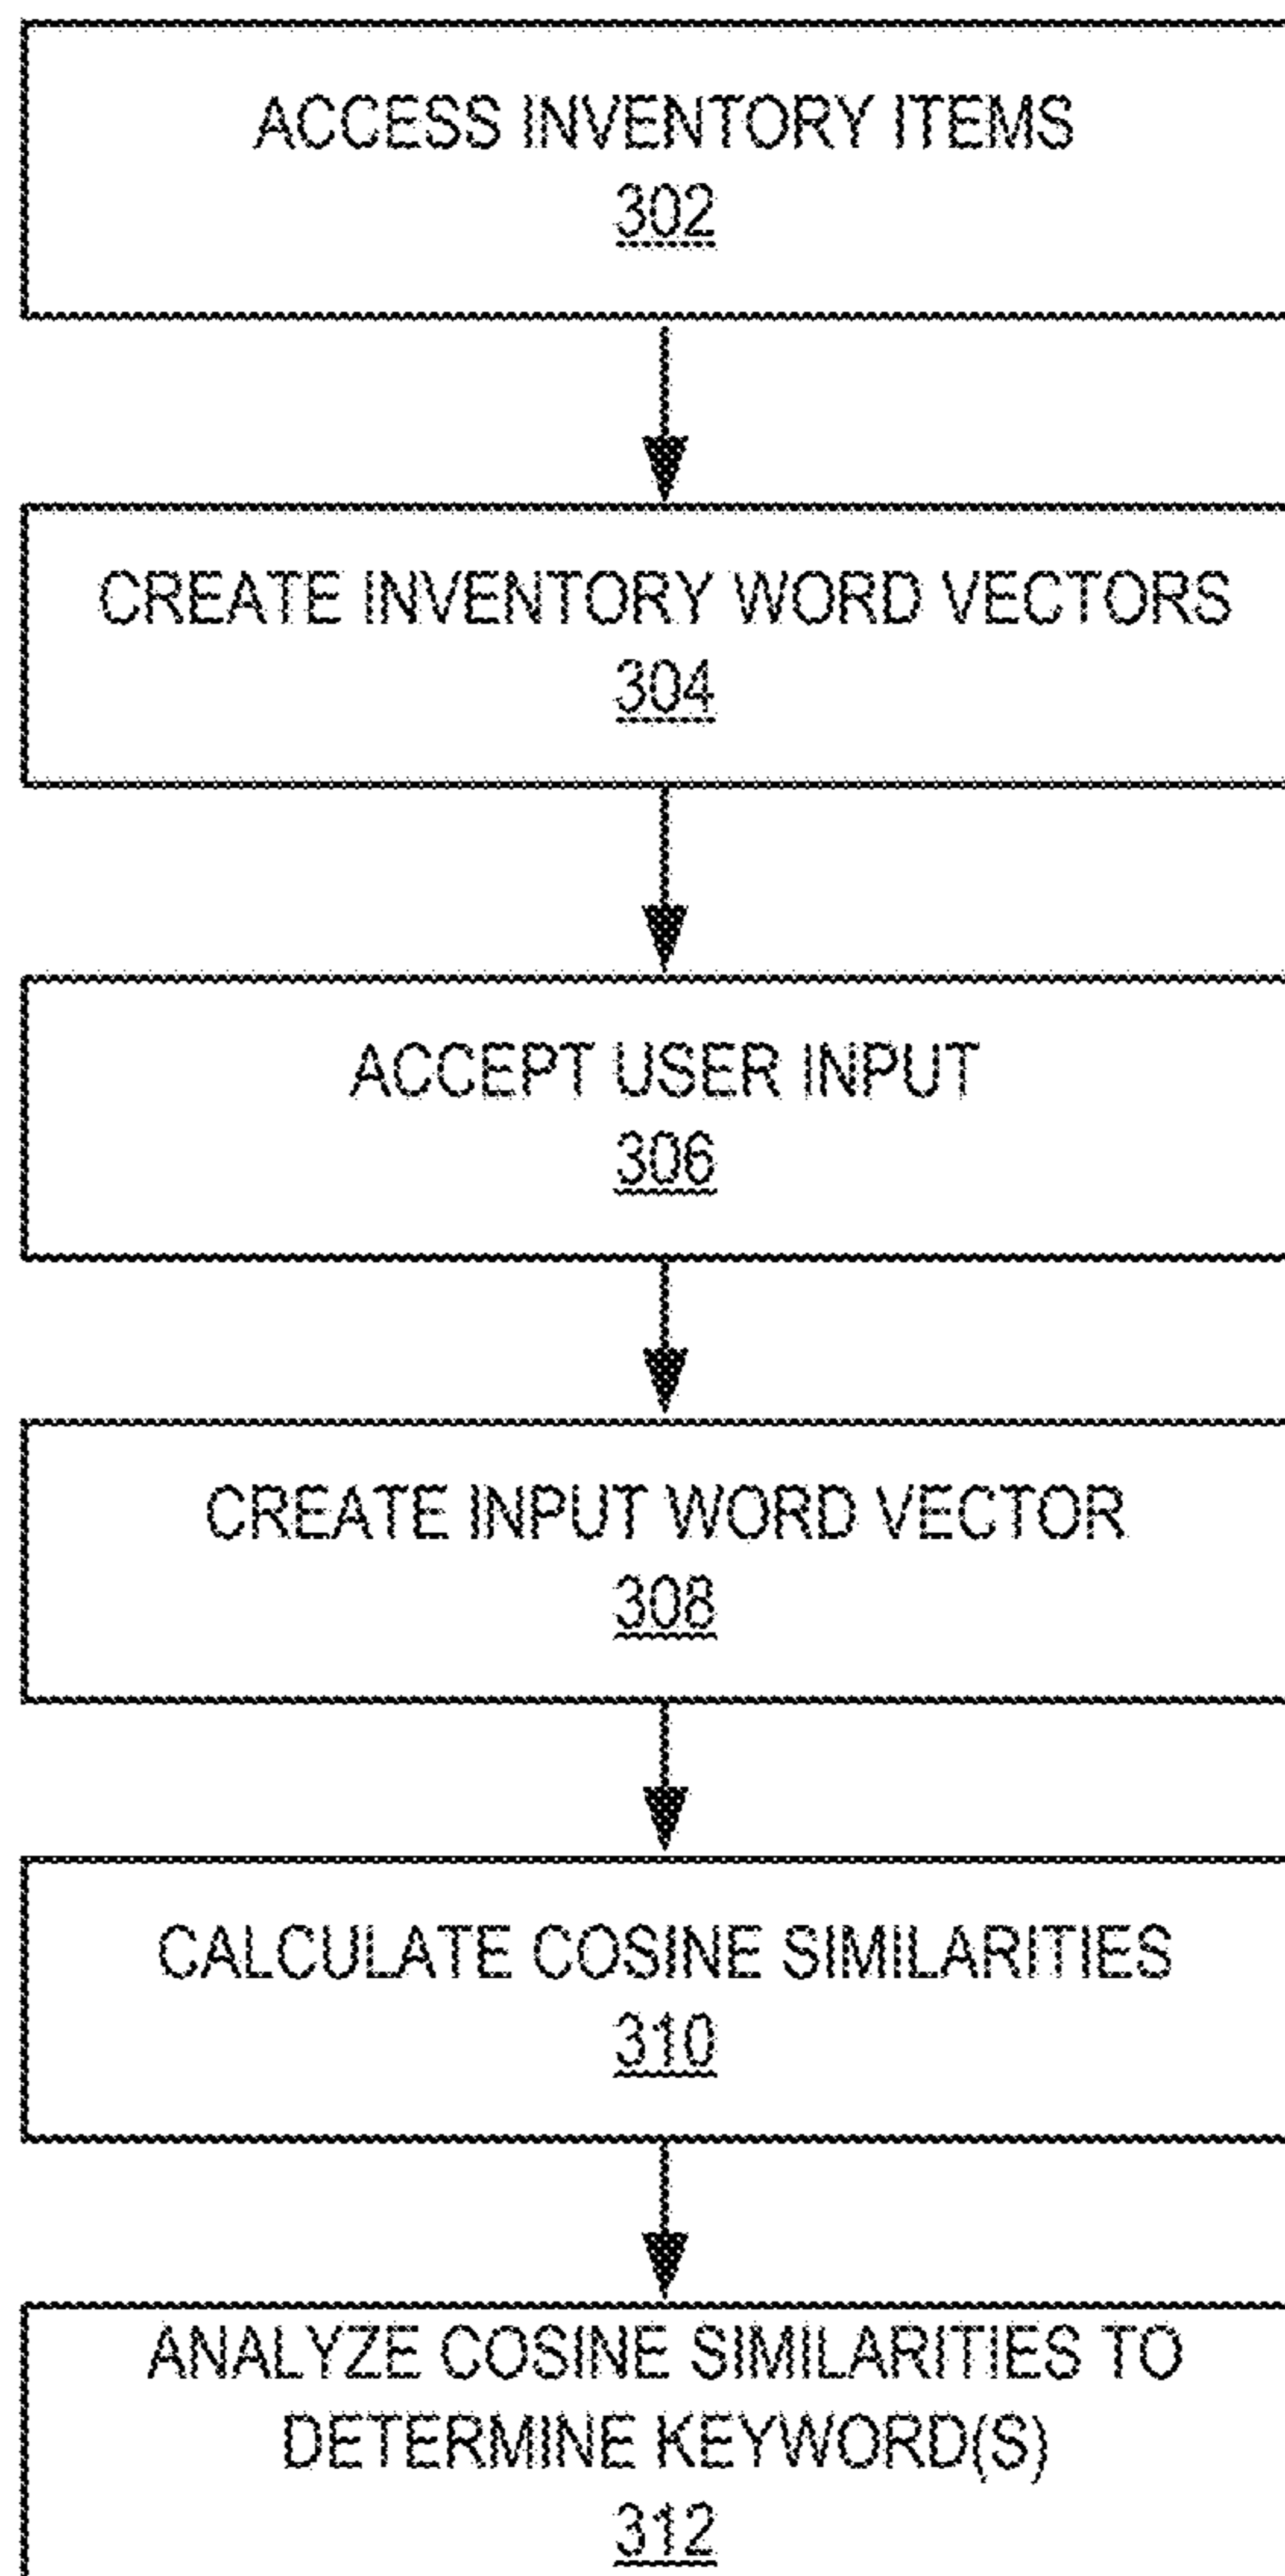 ACCESS INVENTORY ITEMS
302
CREATE INVENTORY WORD VECTORS
304
ACCEPT USER INPUT
306
CREATE INPUT WORD VECTOR
308
CALCULATE COSINE SIMILARITIES
310
ANALYZE COSINE SIMILARITIES TO
DETERMINE KEYWORD(S)
312